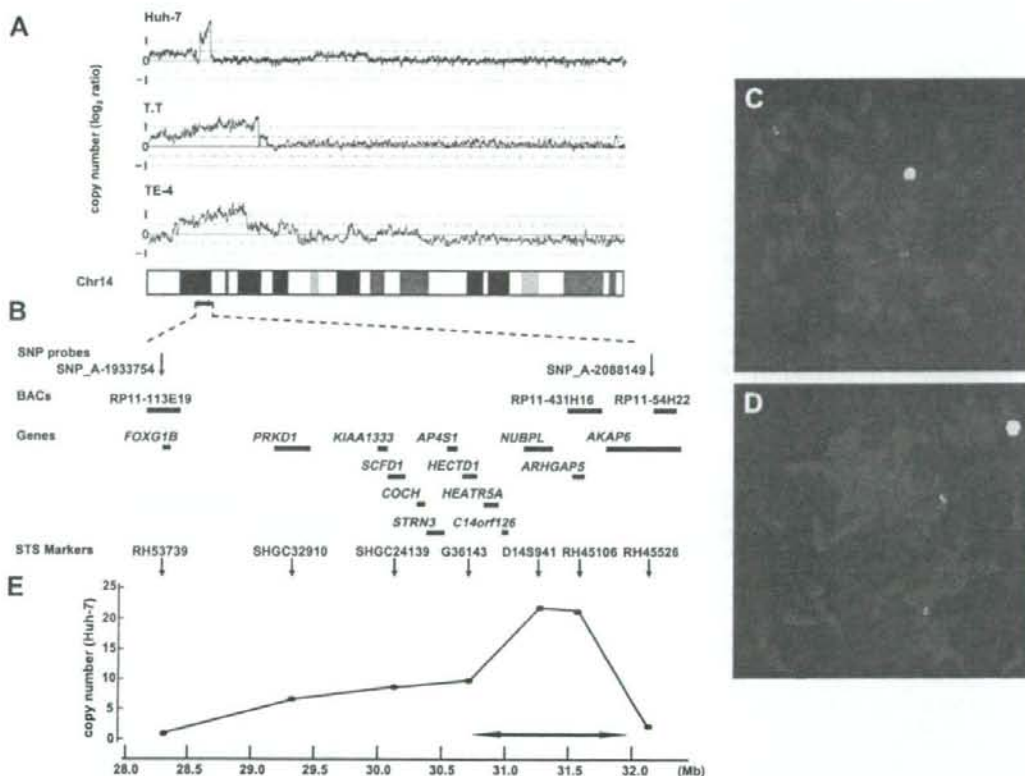 A
Huh-7
1
0
-1
T.T
1
0
-1
TE-4
1
0
-1
copy number (log2 ratio)
Chr14
B
SNP probes
SNP_A-1933754
SNP_A-2088149
BACs
RP11-113E19
RP11-431H16
RP11-54H22
Genes
FOXG1B
PRKD1
KIAA1333
AP4S1
NUBPL
AKAP6
SCFD1
HECTD1
ARHGAP5
COCH
HEATR5A
STRN3
C14orf126
STS Markers
RH53739
SHGC32910
SHGC24139
G36143
D14S941
RH45106
RH45526
E
copy number (Huh-7)
25
20
15
10
5
0
28.0
28.5
29.0
29.5
30.0
30.5
31.0
31.5
32.0
(Mb)
C
D